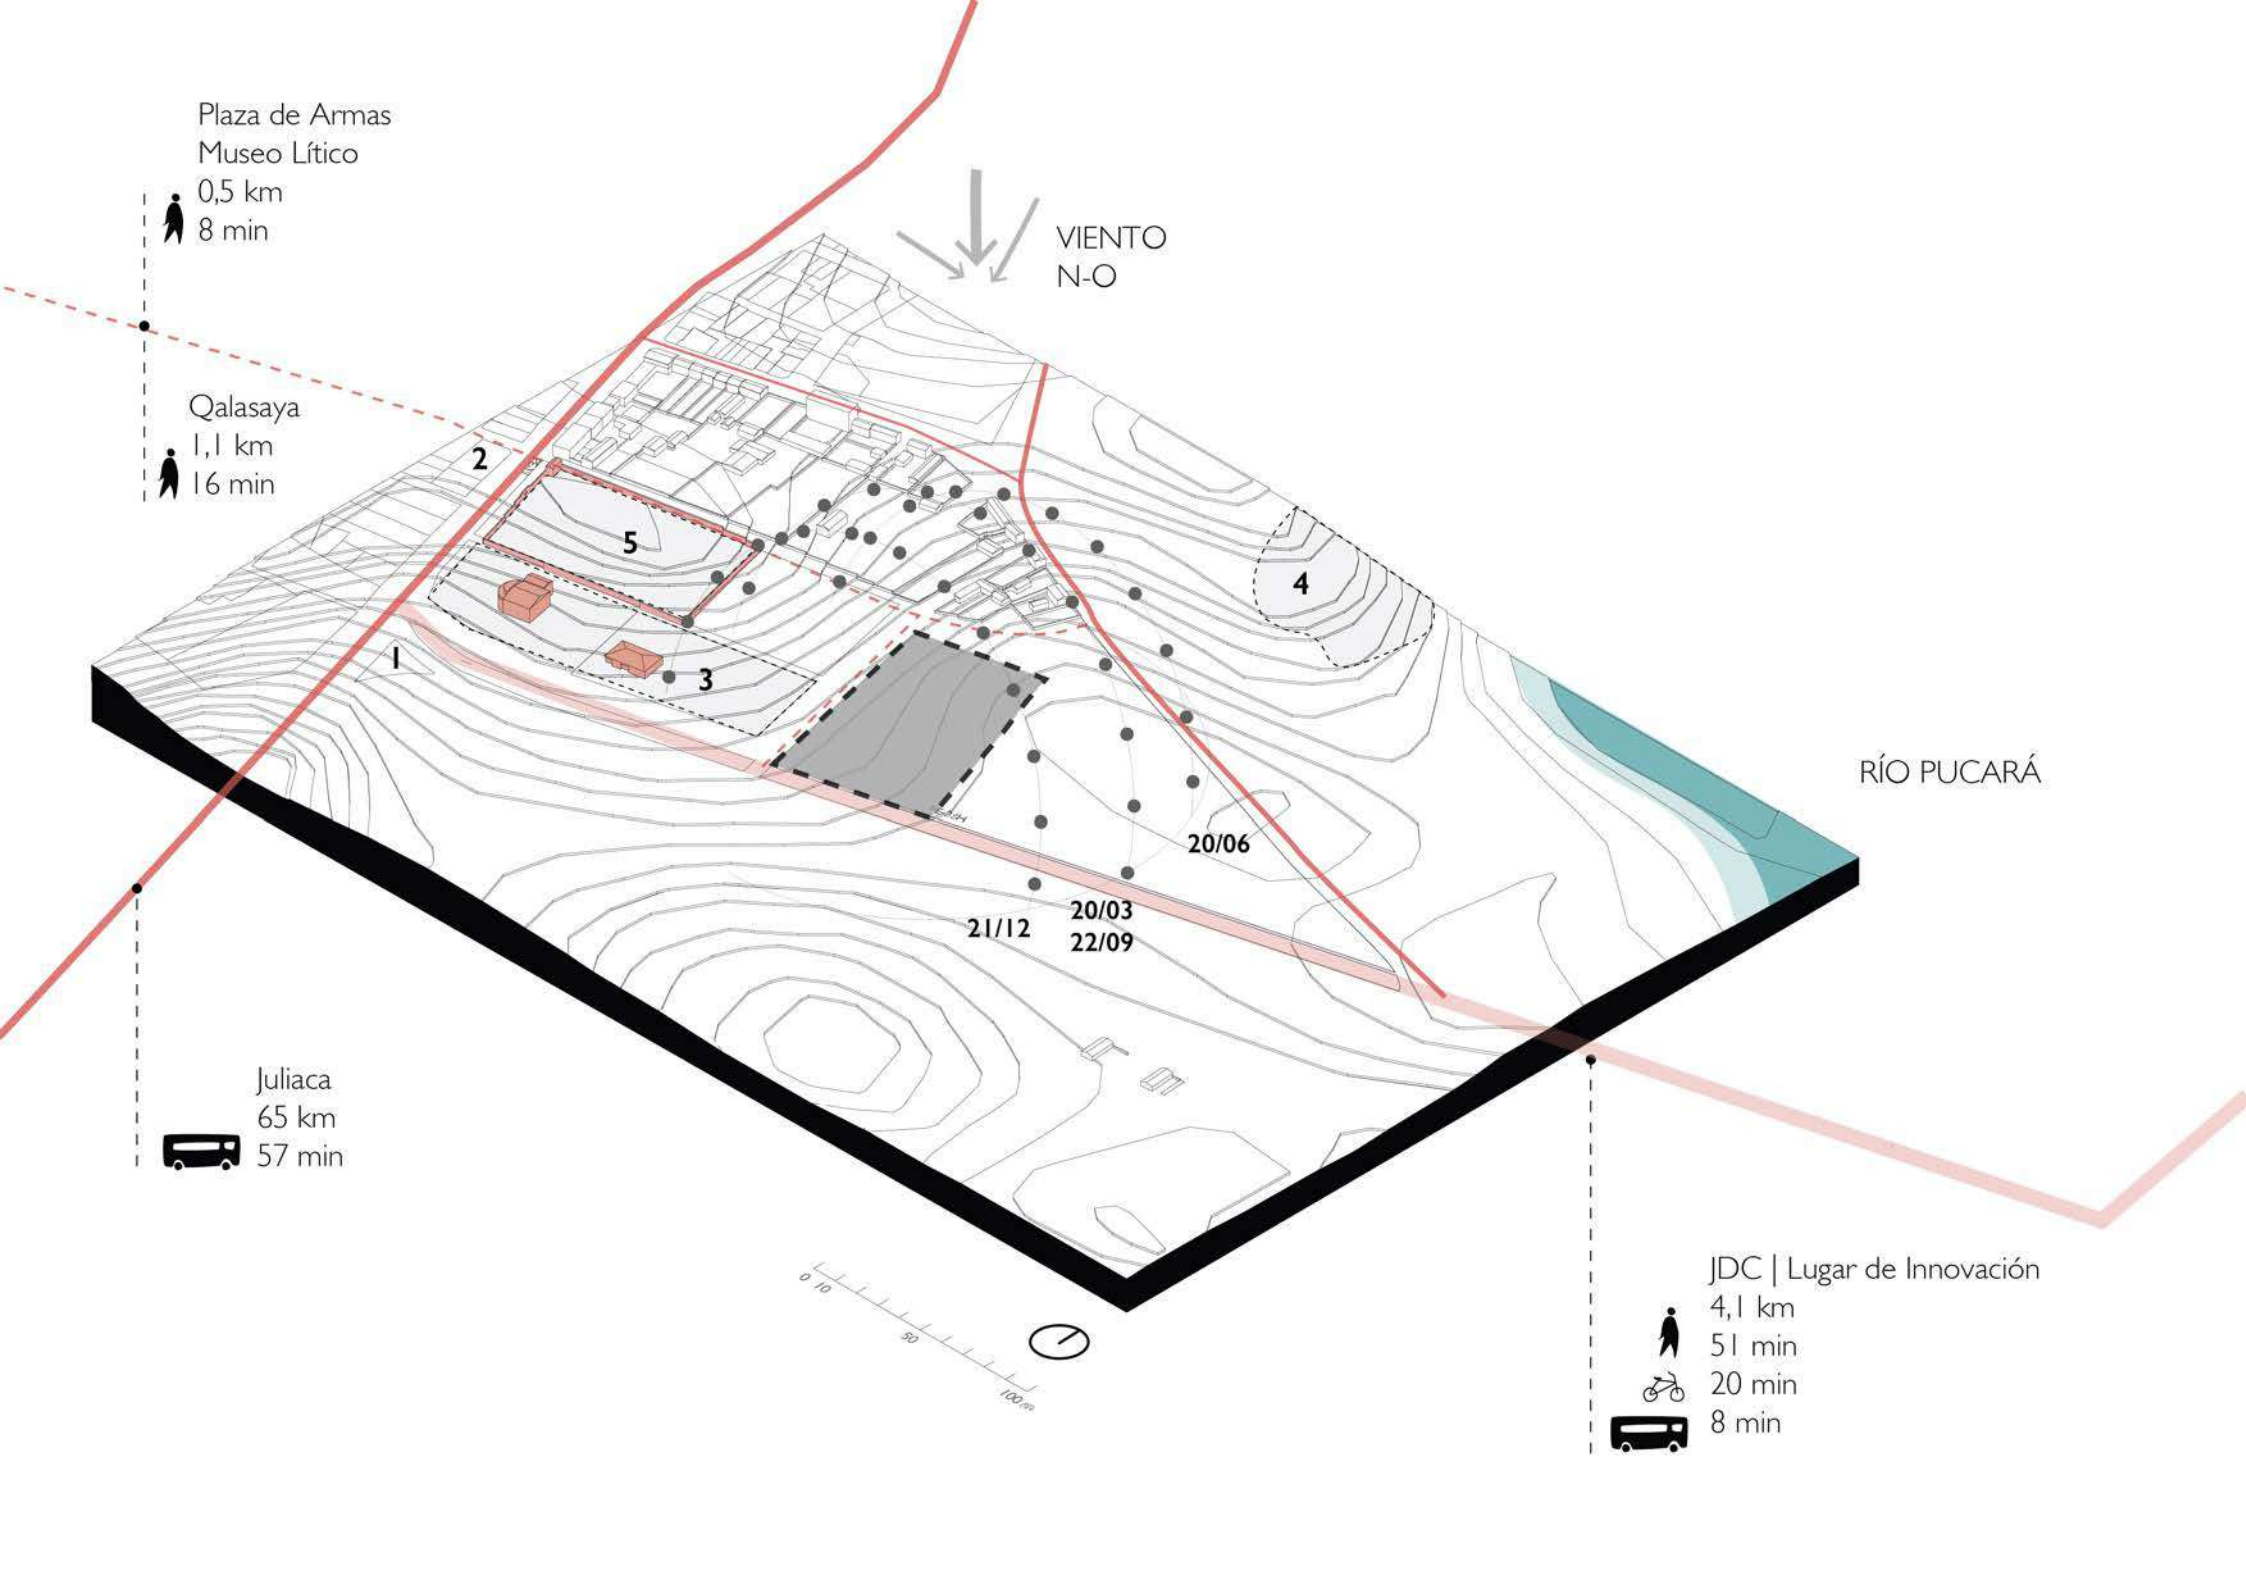 Plaza de Armas
Museo Lítico
0,5 km
8 min
VIENTO
N-O
Qalasaya
1,1 km
16 min
2
5
4
1
3
RÍO PUCARÁ
20/06
21/12
20/03
22/09
Juliaca
65 km
57 min
0 10
50
100 m
JDC | Lugar de Innovación
4,1 km
51 min
20 min
8 min